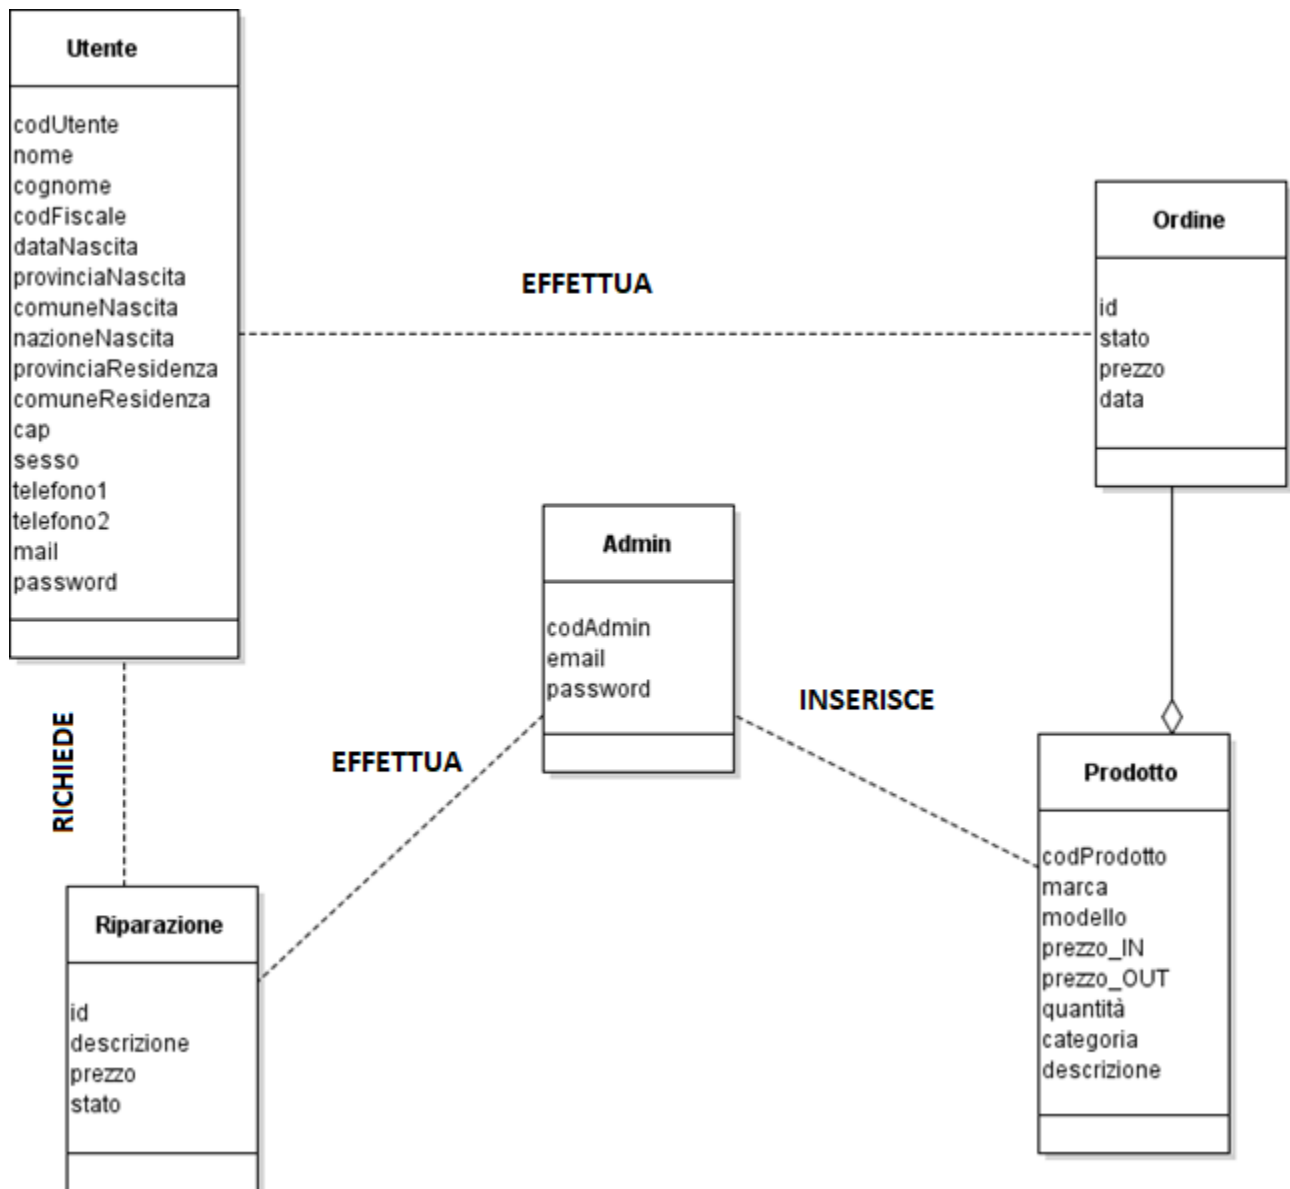 Utente
codUtente
nome
cognome
codFiscale
dataNascita
provinciaNascita
comuneNascita
nazioneNascita
provinciaResidenza
comuneResidenza
cap
sesso
telefono1
telefono2
mail
password
EFFETTUA
Ordine
id
stato
prezzo
data
Admin
codAdmin
email
password
RICHIEDE
EFFETTUA
INSERISCE
Riparazione
id
descrizione
prezzo
stato
Prodotto
codProdotto
marca
modello
prezzo_IN
prezzo_OUT
quantità
categoria
descrizione